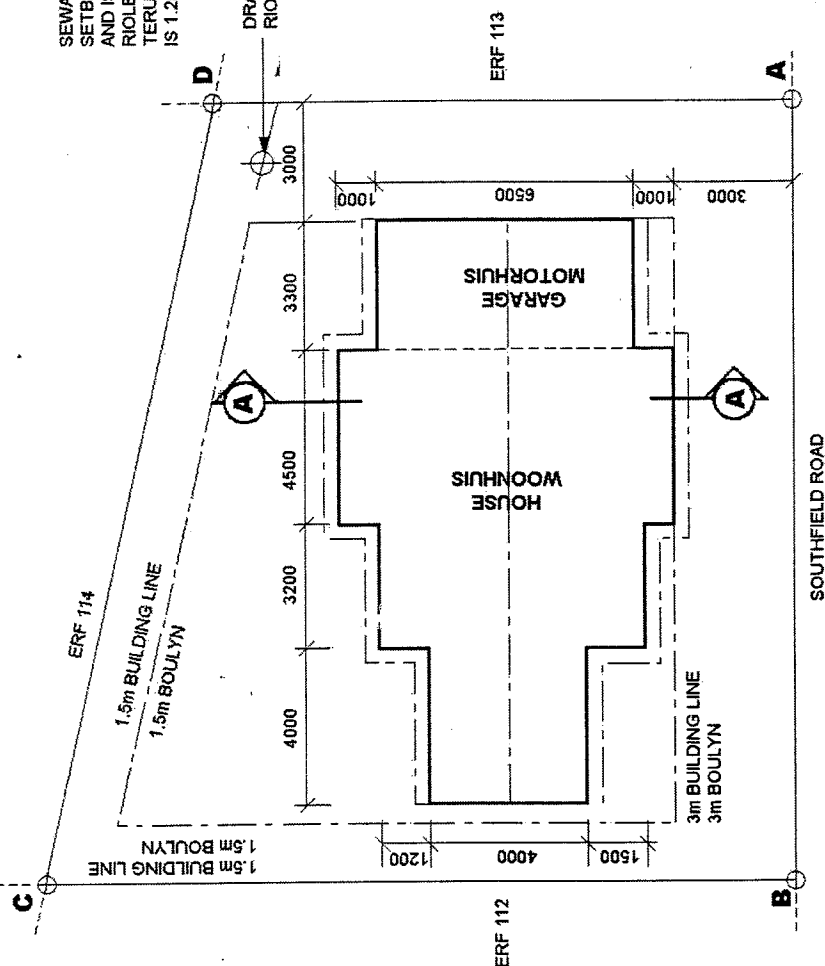 SEWA
SETB
AND I
RIOLE
TERU
IS 1.2
DRA
RIO
D
ERF 113
A
ERF 114
1.5m BUILDING LINE
1.5m BOULYN
3000
3300
4500
3200
4000
1000
6500
1000
3000
GARAGE
MOTORHUIS
A
A
HOUSE
WOONHUIS
1.5m BUILDING LINE
1.5m BOULYN
1200
4000
1500
3m BUILDING LINE
3m BOULYN
C
ERF 112
B
SOUTHFIELD ROAD